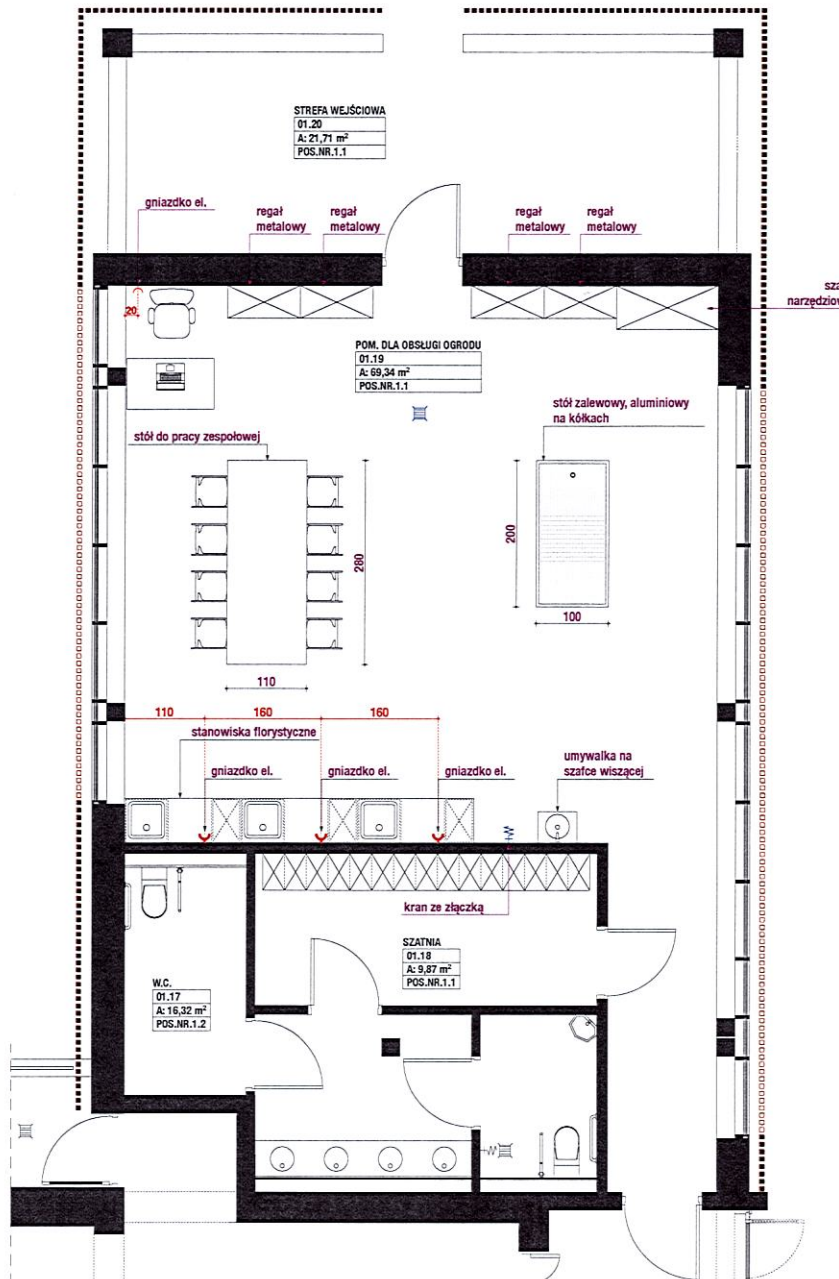 STREFA WEJŚCIOWA
01.20
A: 21,71 m²
POS.NR.1.1
gniazdko el.
regał
metalowy
regał
metalowy
regał
metalowy
regał
metalowy
20
POM. DLA OBSŁUGI OGRODU
01.19
A: 69,34 m²
POS.NR.1.1
stół zalewowy, aluminiowy
na kółkach
stół do pracy zespołowej
280
200
100
110
110
160
160
stanowiska florystyczne
gniazdko el.
gniazdko el.
gniazdko el.
umywalka na
szafce wiszącej
kran ze złączką
SZATNIA
01.18
A: 9,87 m²
POS.NR.1.1
W.C.
01.17
A: 16,32 m²
POS.NR.1.2